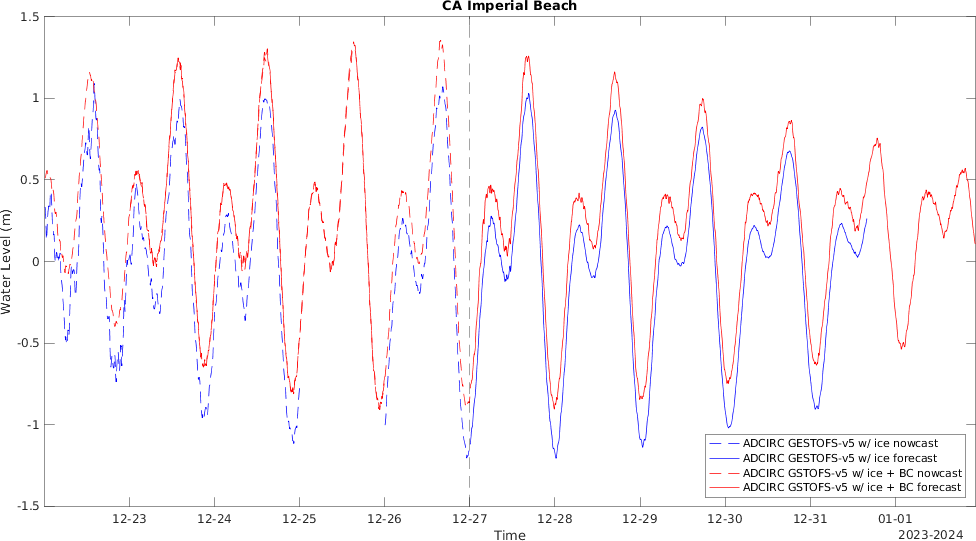 CA Imperial Beach
1.5
1
0.5
0
-0.5
-1
-1.5
Water Level (m)
12-23 12-24 12-25 12-26 12-27 12-28 12-29 12-30 12-31 01-01
Time
2023-2024
ADCIRC GESTOFS-v5 w/ ice nowcast
ADCIRC GESTOFS-v5 w/ ice forecast
ADCIRC GSTOFS-v5 w/ ice + BC nowcast
ADCIRC GSTOFS-v5 w/ ice + BC forecast